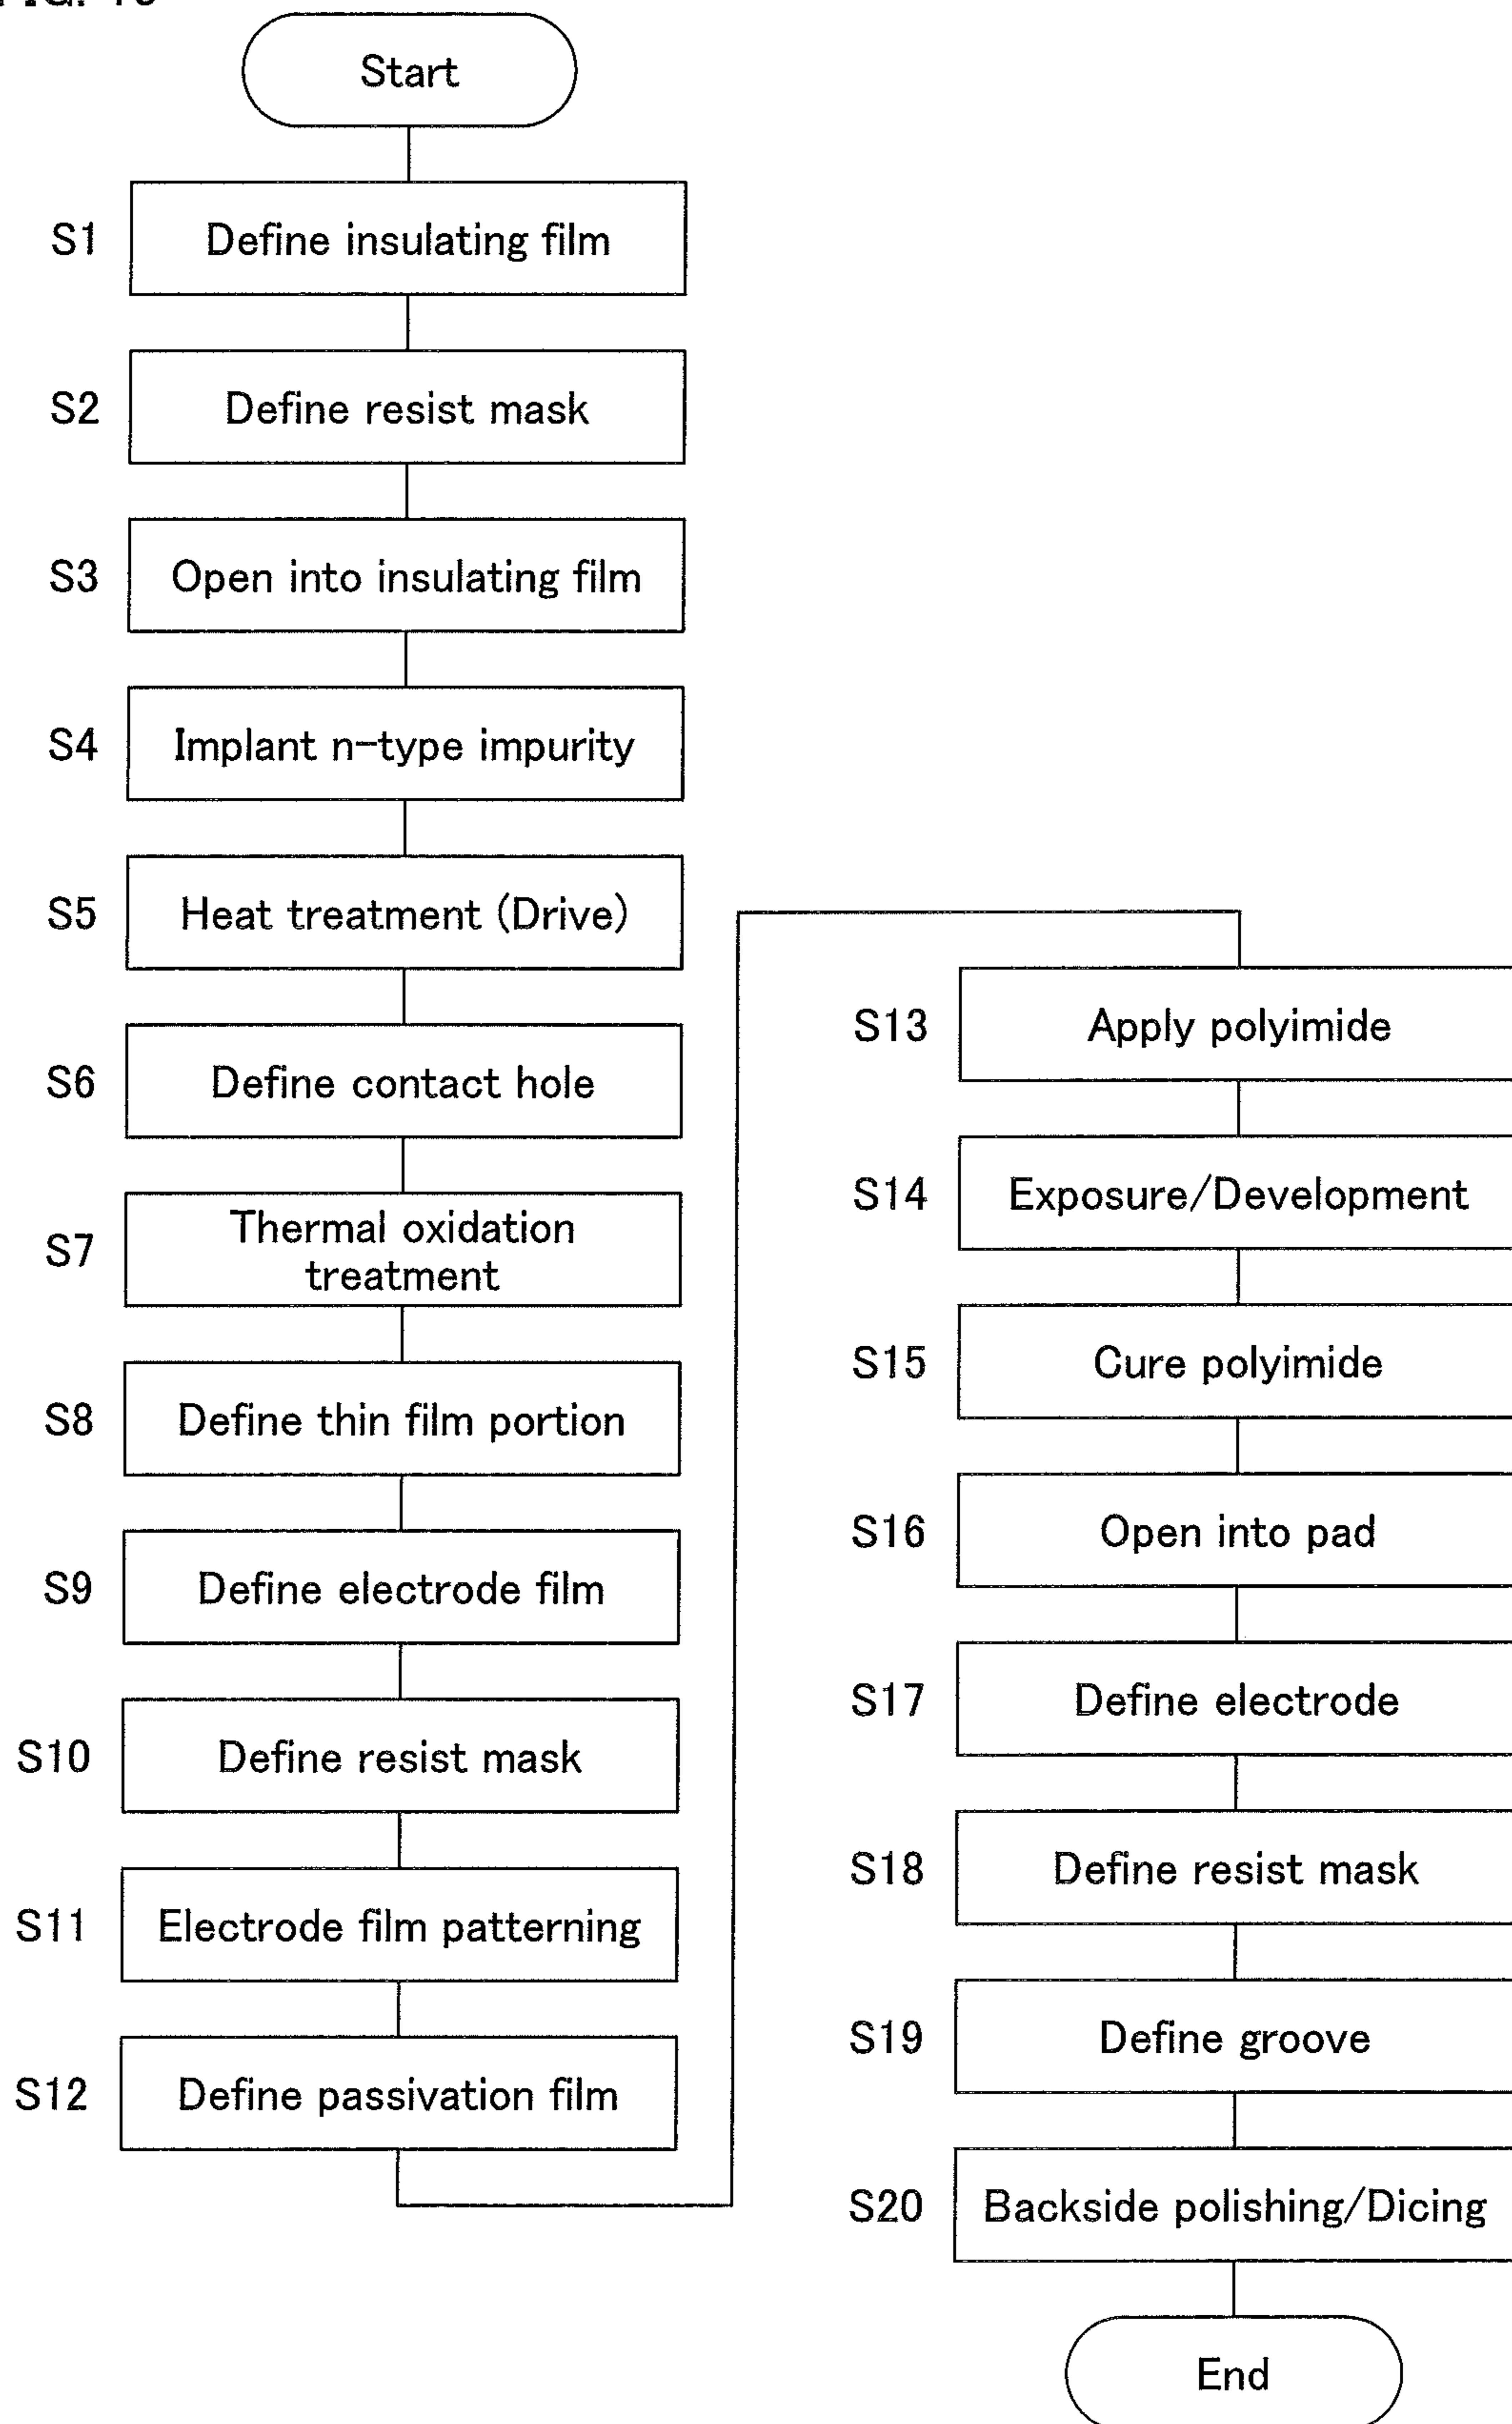 Start
S1
Define insulating film
S2
Define resist mask
S3
Open into insulating film
S4
Implant n-type impurity
S5
Heat treatment (Drive)
S6
Define contact hole
S7
Thermal oxidation
treatment
S8
Define thin film portion
S9
Define electrode film
S10
Define resist mask
S11
Electrode film patterning
S12
Define passivation film
S13
Apply polyimide
S14
Exposure/Development
S15
Cure polyimide
S16
Open into pad
S17
Define electrode
S18
Define resist mask
S19
Define groove
S20
Backside polishing/Dicing
End